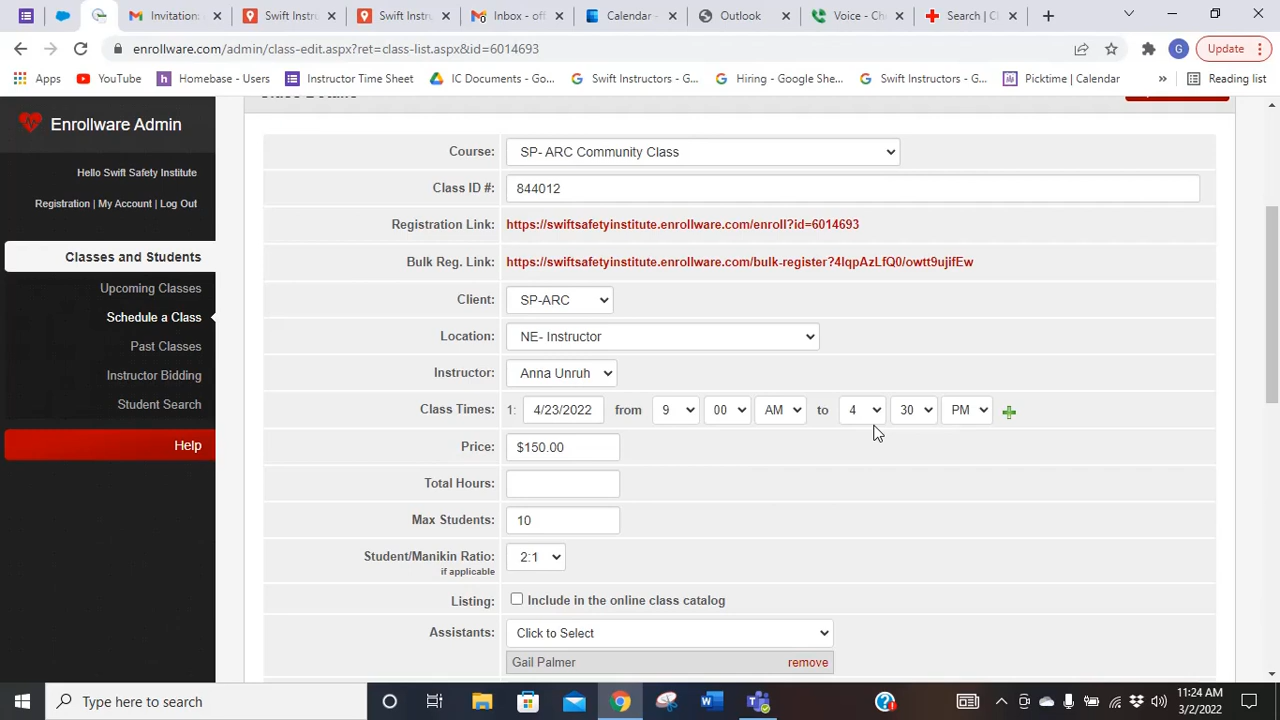 Invitation:
Swift Instru
Swift Instr
Inbox - of
Calendar -
Outlook
Voice - Ch
Search | Cl
enrollware.com/admin/class-edit.aspx?ret=class-list.aspx&id=6014693
G
Update
Apps
YouTube
Homebase - Users
Instructor Time Sheet
IC Documents - Go...
Swift Instructors - G...
Hiring - Google She...
Swift Instructors - G...
Picktime | Calendar
»
Reading list
Enrollware Admin
Hello Swift Safety Institute
Registration | My Account | Log Out
Classes and Students
Upcoming Classes
Schedule a Class
Past Classes
Instructor Bidding
Student Search
Help
Course: SP- ARC Community Class
Class ID #: 844012
Registration Link: https://swiftsafetyinstitute.enrollware.com/enroll?id=6014693
Bulk Reg. Link: https://swiftsafetyinstitute.enrollware.com/bulk-register?4IqpAzLfQ0/owtt9ujifEw
Client: SP-ARC
Location: NE- Instructor
Instructor: Anna Unruh
Class Times: 1: 4/23/2022 from 9 00 AM to 4 30 PM
Price: $150.00
Total Hours:
Max Students: 10
Student/Manikin Ratio: 2:1
if applicable
Listing: Include in the online class catalog
Assistants: Click to Select
Gail Palmer remove
Type here to search
11:24 AM
3/2/2022